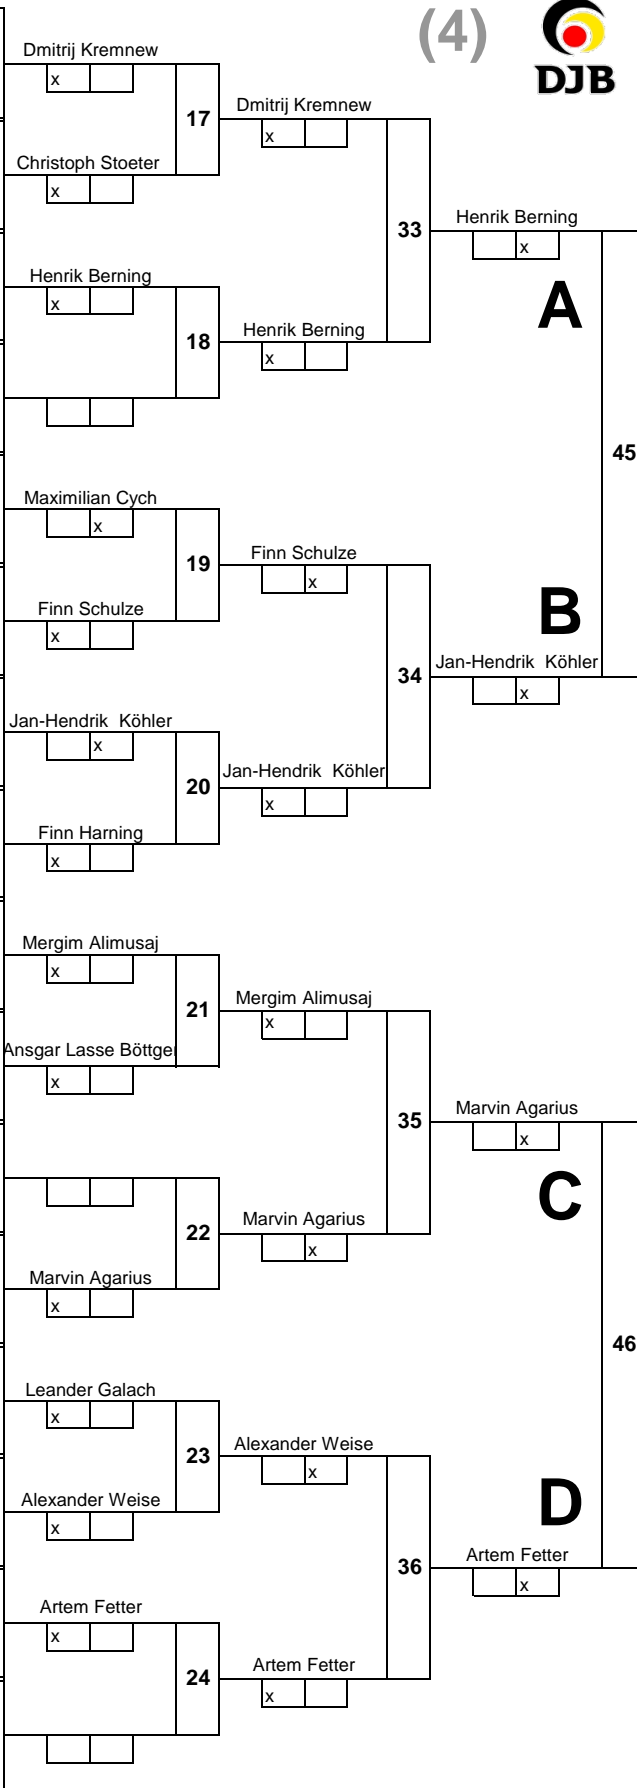 (4)
DJB
Dmitrij Kremnew
x
17
Dmitrij Kremnew
x
Christoph Stoeter
x
33
Henrik Berning
x
Henrik Berning
x
A
18
Henrik Berning
x
45
Maximilian Cych
x
19
Finn Schulze
x
Finn Schulze
x
B
34
Jan-Hendrik Köhler
x
Jan-Hendrik Köhler
x
20
Jan-Hendrik Köhler
x
Finn Harning
x
Mergim Alimusaj
x
21
Mergim Alimusaj
x
Ansgar Lasse Böttger
x
35
Marvin Agarius
x
C
22
Marvin Agarius
x
Marvin Agarius
x
46
Leander Galach
x
23
Alexander Weise
x
Alexander Weise
x
D
36
Artem Fetter
x
Artem Fetter
x
24
Artem Fetter
x